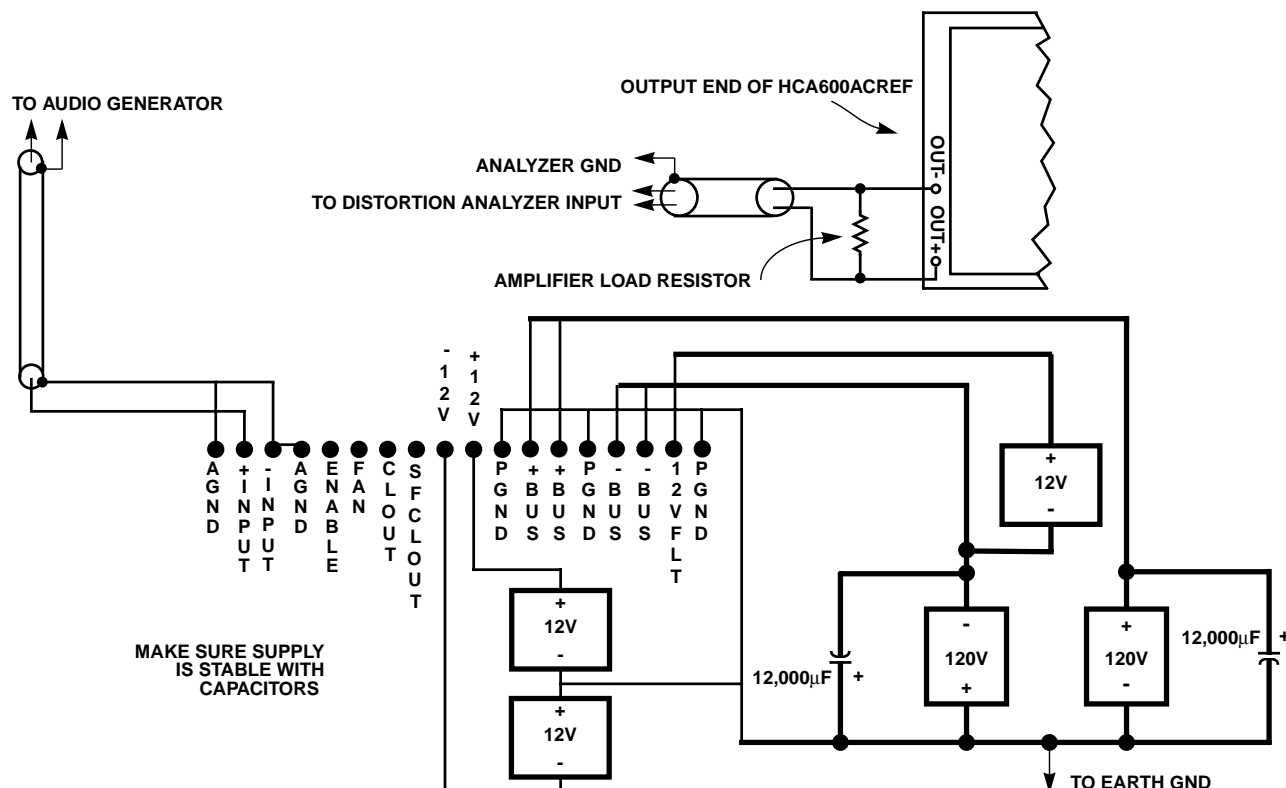 TO AUDIO GENERATOR
OUTPUT END OF HCA600ACREF
OUT-
OUT+
ANALYZER GND
TO DISTORTION ANALYZER INPUT
AMPLIFIER LOAD RESISTOR
-12V
+12V
AGND
+INPUT
-INPUT
AGND
ENABLE
FAN
CLOUT
SFCLOUT
PGND
+BUS
+BUS
PGND
-BUS
-BUS
12VFLT
PGND
+
12V
-
+
12V
-
+
12V
-
MAKE SURE SUPPLY
IS STABLE WITH
CAPACITORS
12,000µF
+
-
120V
+
+
120V
-
12,000µF
+
TO EARTH GND